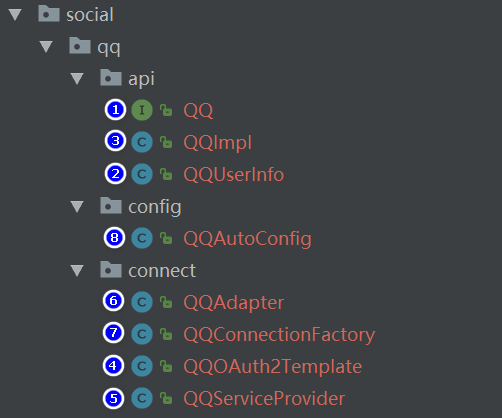 social
qq
api
1 I QQ
3 C QQImpl
2 C QQUserInfo
config
8 C QQAutoConfig
connect
6 C QQAdapter
7 C QQConnectionFactory
4 C QQOAuth2Template
5 C QQServiceProvider